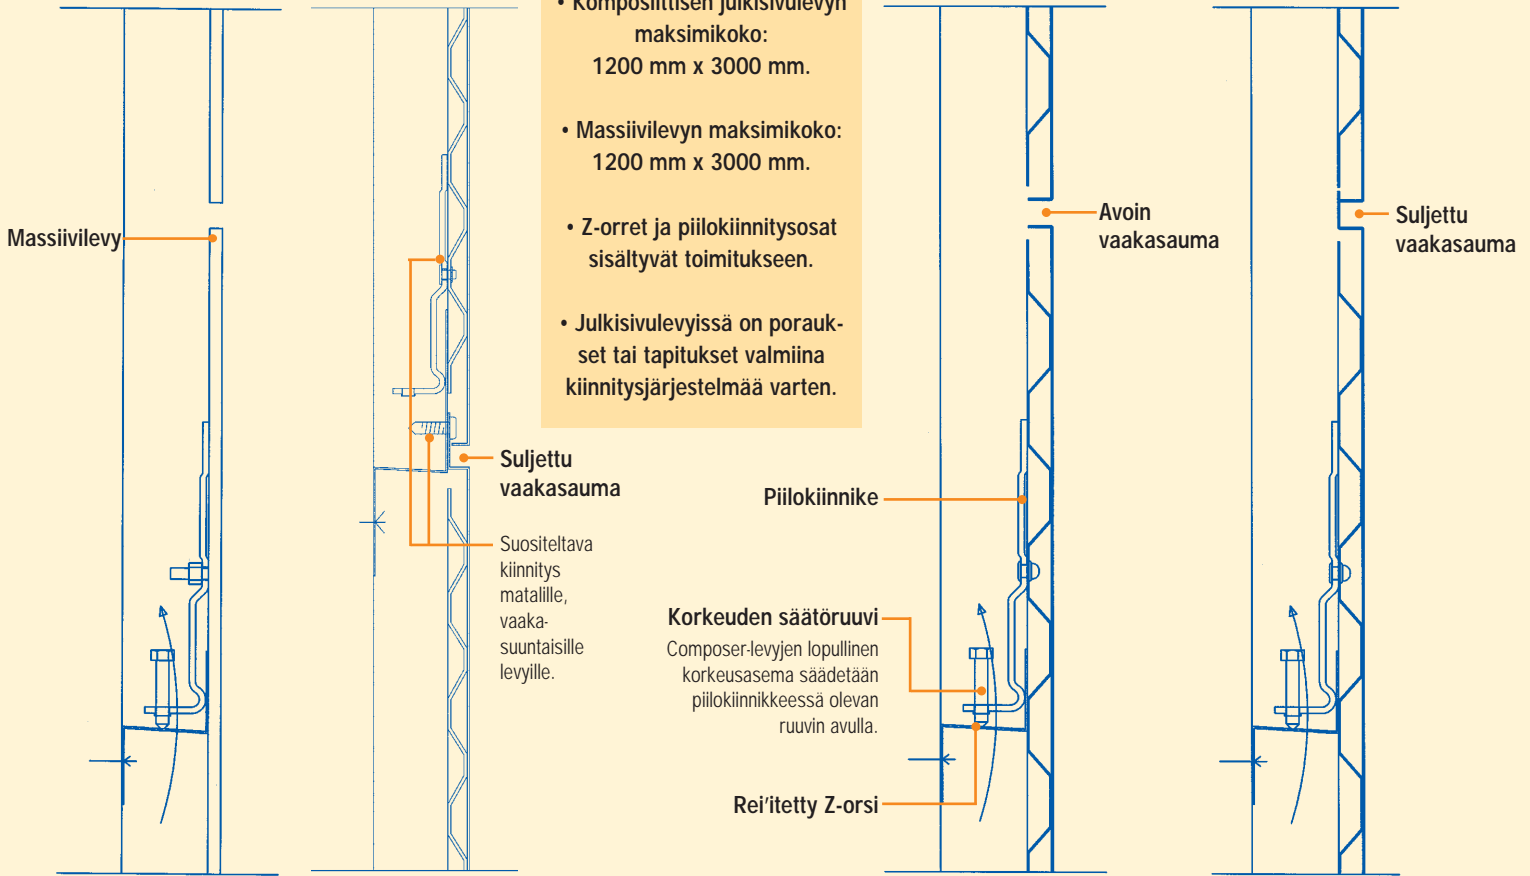 • Komposiittisen julkisivulevyn
maksimikoko:
1200 mm x 3000 mm.
• Massiivilevyn maksimikoko:
1200 mm x 3000 mm.
• Z-orret ja piilokiinnitysosat
sisältyvät toimitukseen.
• Julkisivulevyissä on porauk-
set tai tapitukset valmiina
kiinnitysjärjestelmää varten.
Massiivilevy
Suljettu
vaakasauma
Suositeltava
kiinnitys
matalille,
vaaka-
suuntaisille
levyille.
Avoin
vaakasauma
Suljettu
vaakasauma
Piilokiinnike
Korkeuden säätöruuvi
Composer-levyjen lopullinen
korkeusasema säädetään
piilokiinnikkeessä olevan
ruuvin avulla.
Rei'itetty Z-orsi